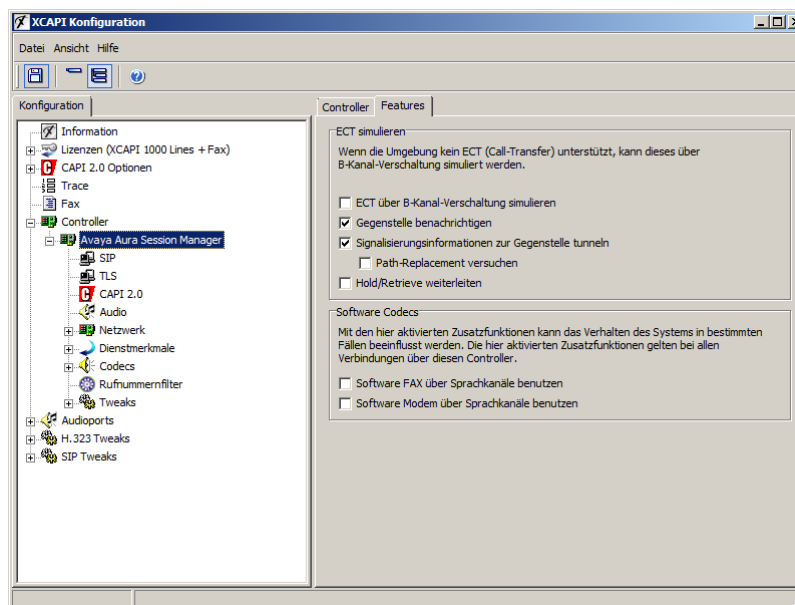 XCAPI Konfiguration
Datei Ansicht Hilfe
Konfiguration
Information
Lizenzen (XCAPI 1000 Lines + Fax)
CAPI 2.0 Optionen
Trace
Fax
Controller
Avaya Aura Session Manager
SIP
TLS
CAPI 2.0
Audio
Netzwerk
Dienstmerkmale
Codecs
Rufnummernfilter
Tweaks
Audioports
H.323 Tweaks
SIP Tweaks
Controller Features
ECT simulieren
Wenn die Umgebung kein ECT (Call-Transfer) unterstützt, kann dieses über
B-Kanal-Verschaltung simuliert werden.
ECT über B-Kanal-Verschaltung simulieren
Gegenstelle benachrichtigen
Signalisierungsinformationen zur Gegenstelle tunneln
Path-Replacement versuchen
Hold/Retrieve weiterleiten
Software Codecs
Mit den hier aktivierten Zusatzfunktionen kann das Verhalten des Systems in bestimmten
Fällen beeinflusst werden. Die hier aktivierten Zusatzfunktionen gelten bei allen
Verbindungen über diesen Controller.
Software FAX über Sprachkanäle benutzen
Software Modem über Sprachkanäle benutzen